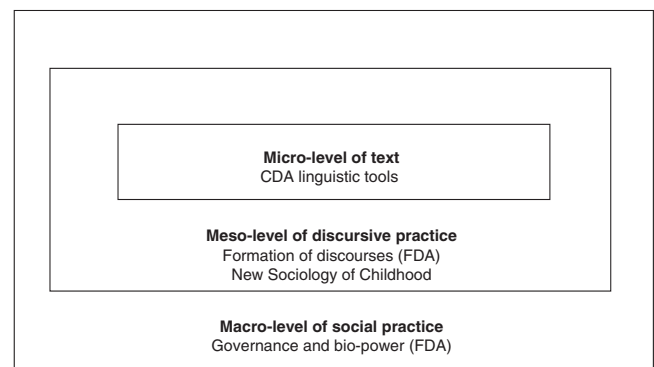 Micro-level of text
CDA linguistic tools
Meso-level of discursive practice
Formation of discourses (FDA)
New Sociology of Childhood
Macro-level of social practice
Governance and bio-power (FDA)